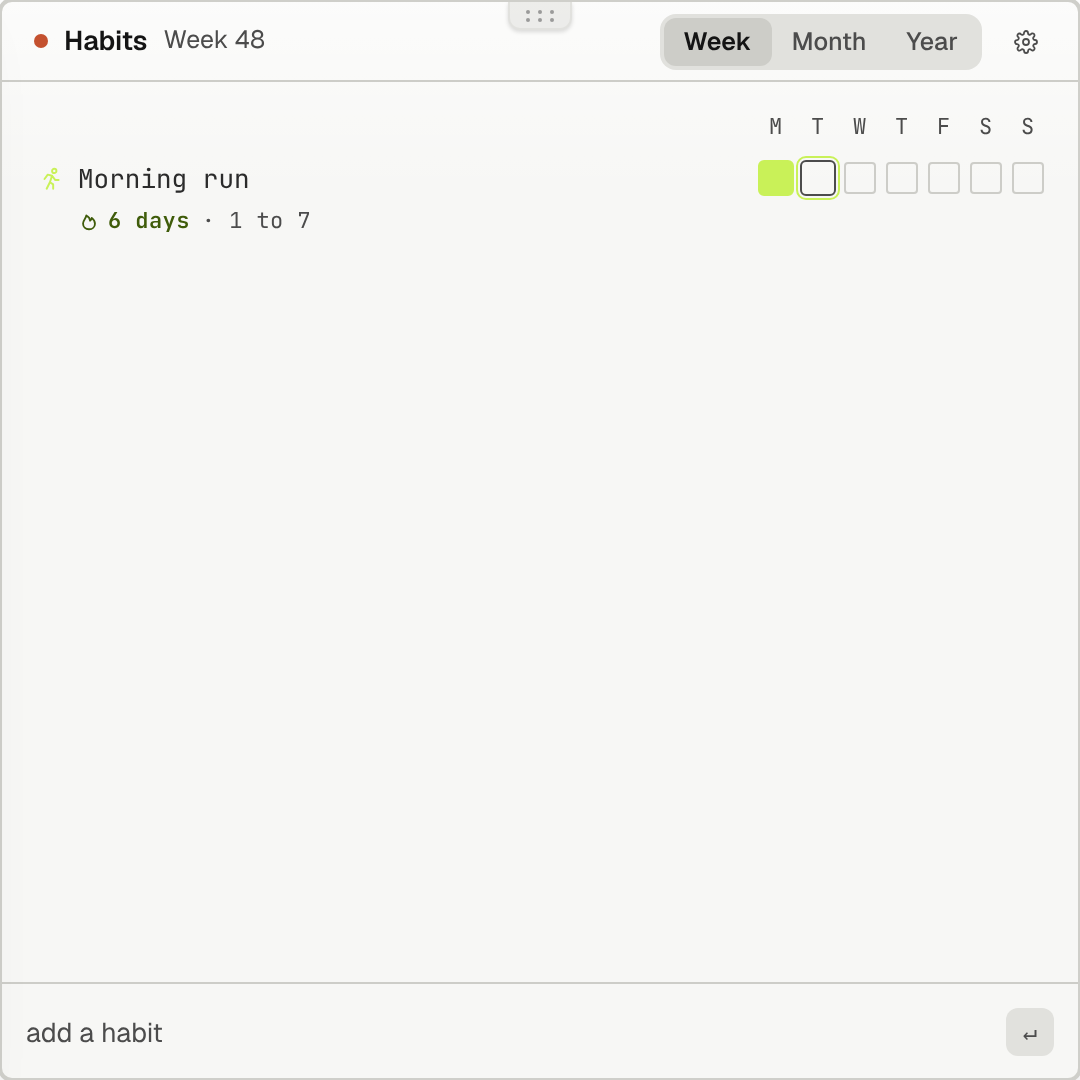 Habits Week 48 Week Month Year
M T W T F S S
Morning run
6 days · 1 to 7
add a habit